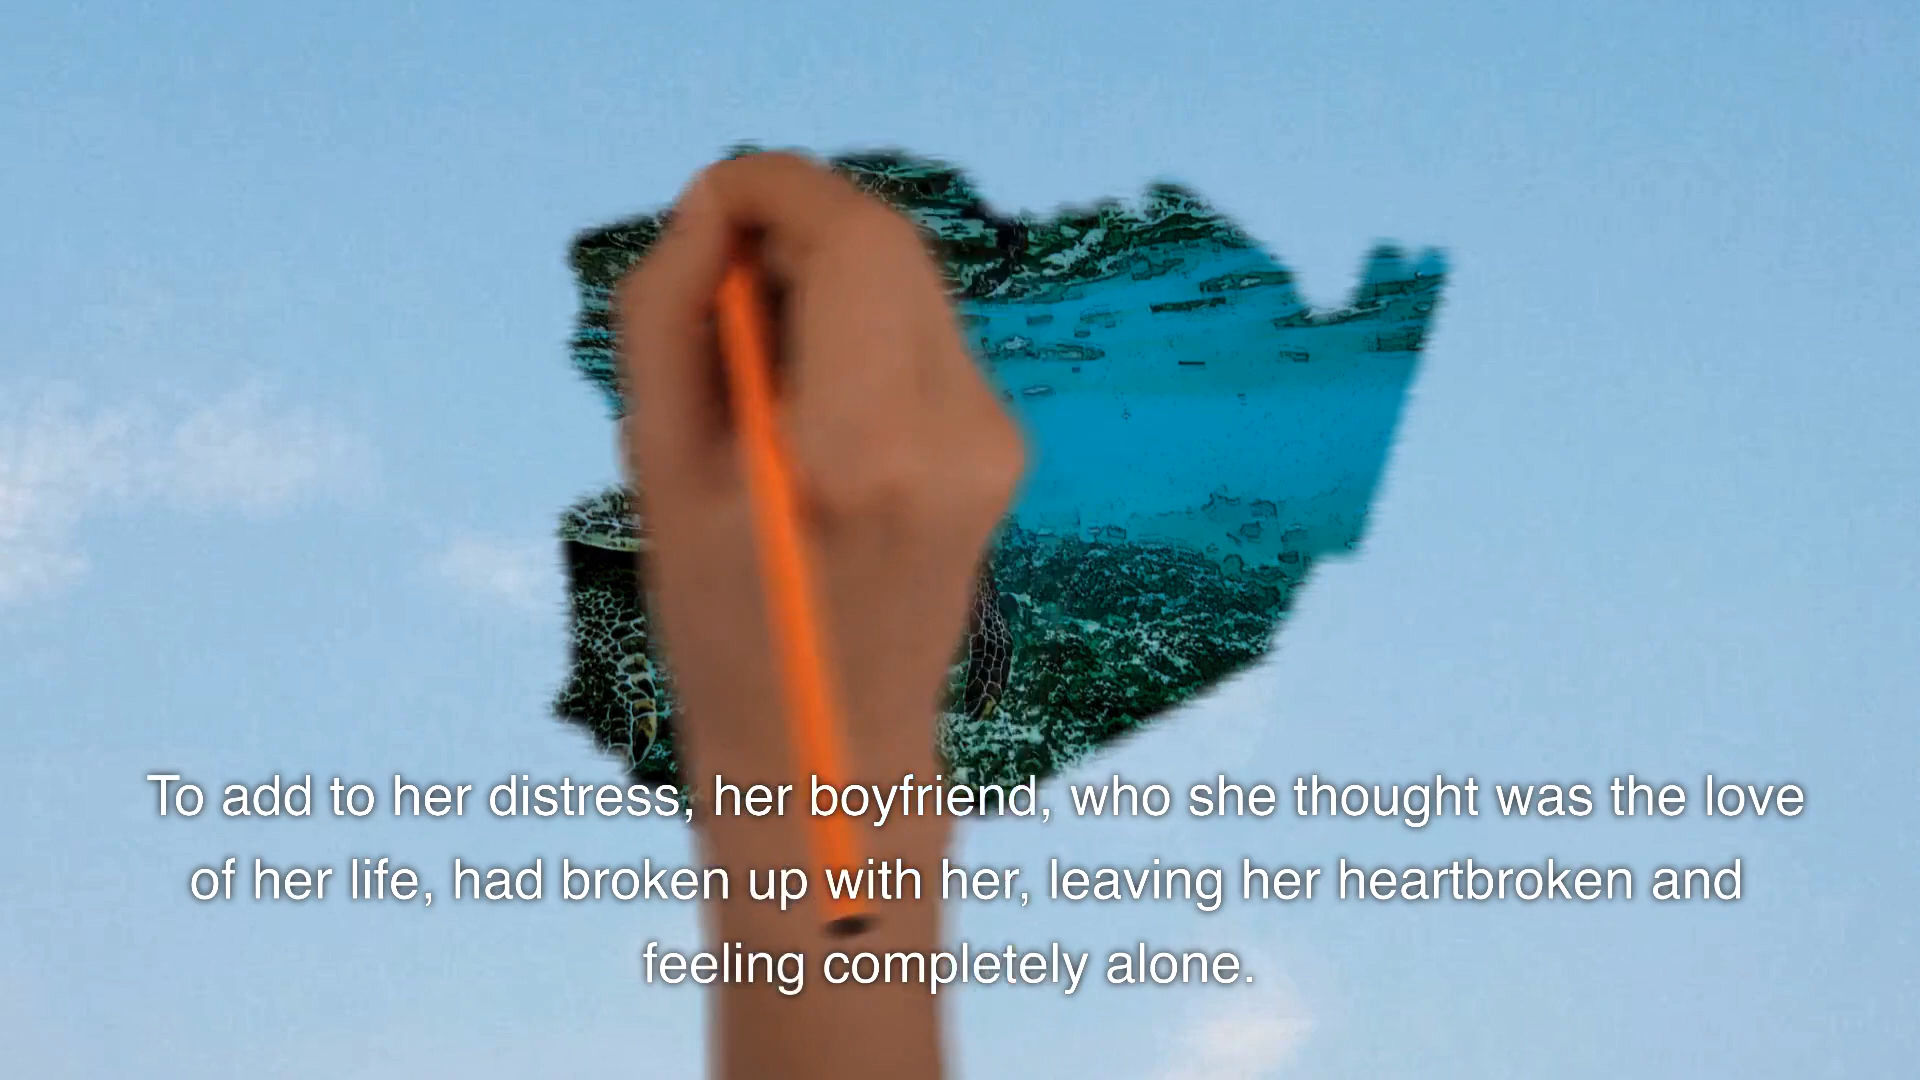 To add to her distress, her boyfriend, who she thought was the love
of her life, had broken up with her, leaving her heartbroken and
feeling completely alone.